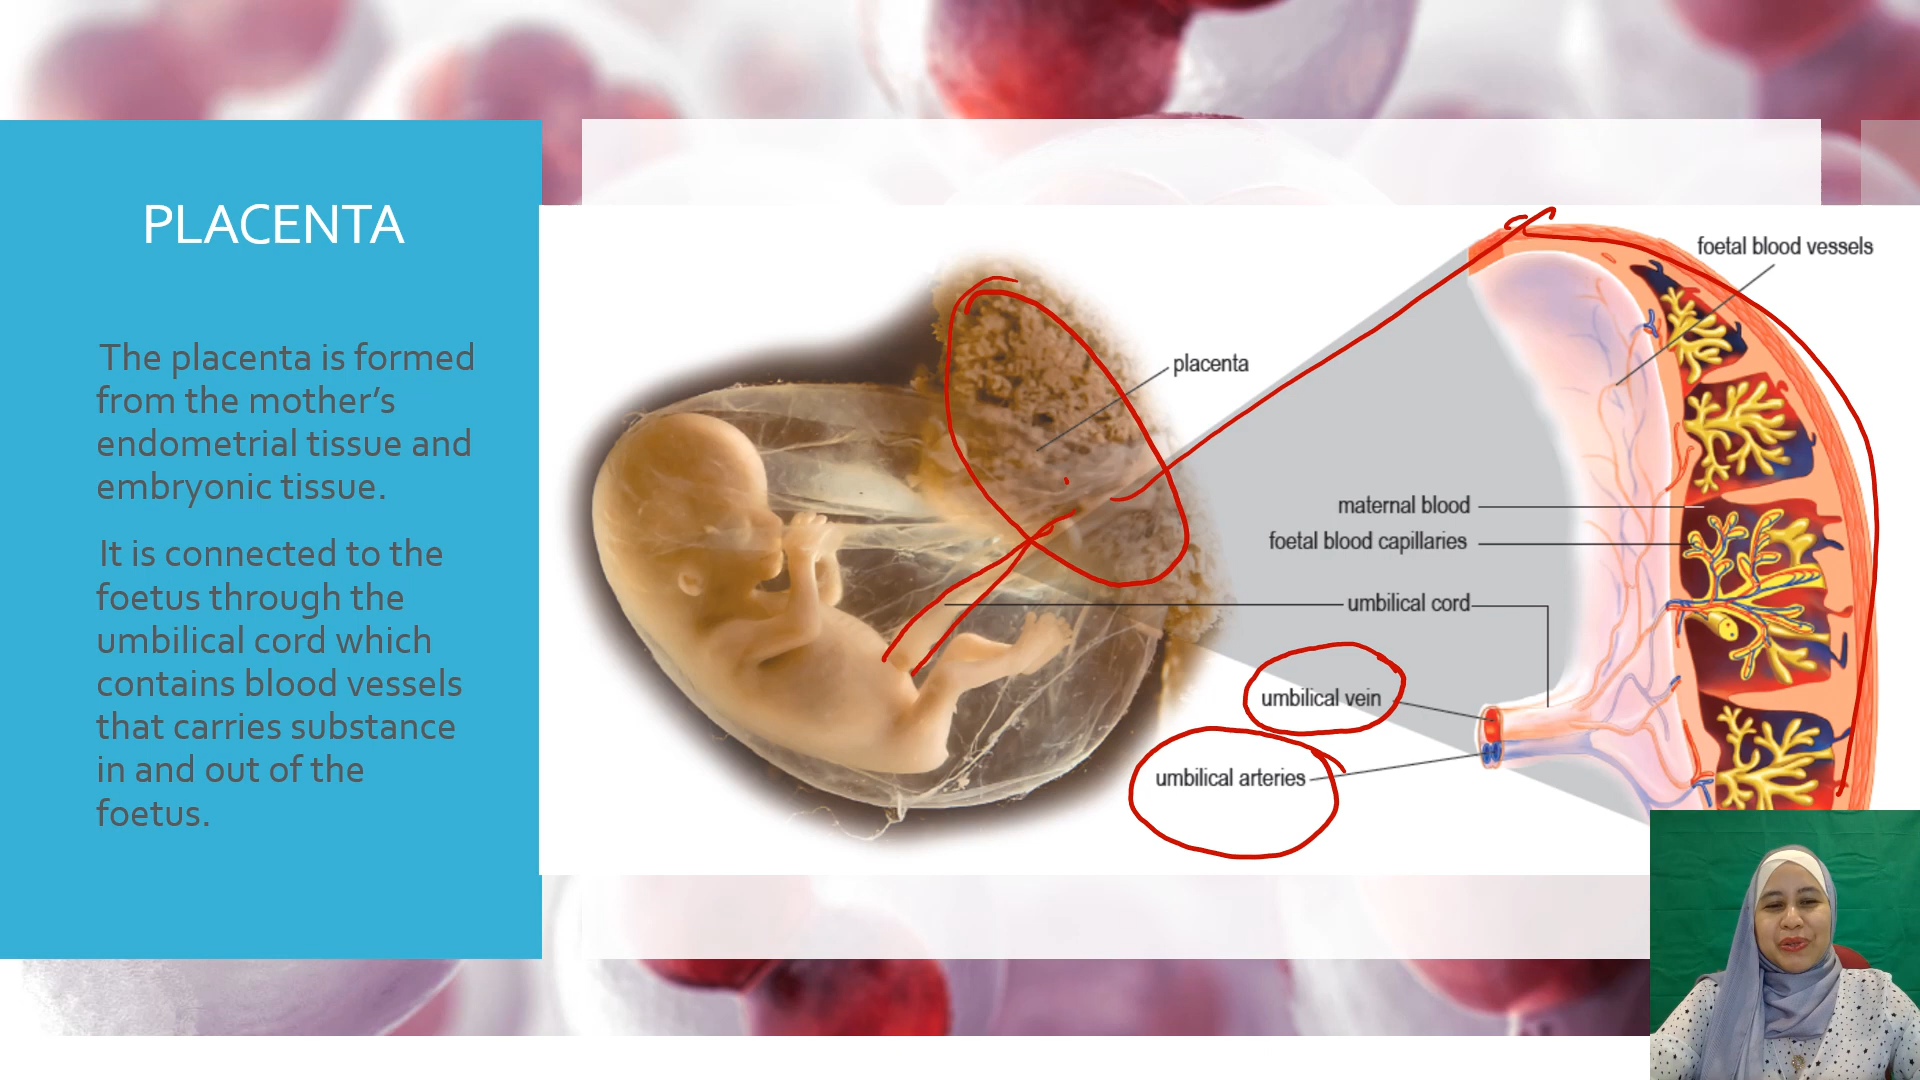 PLACENTA
The placenta is formed
from the mother’s
endometrial tissue and
embryonic tissue.
It is connected to the
foetus through the
umbilical cord which
contains blood vessels
that carries substance
in and out of the
foetus.
foetal blood vessels
placenta
maternal blood
foetal blood capillaries
umbilical cord
umbilical vein
umbilical arteries